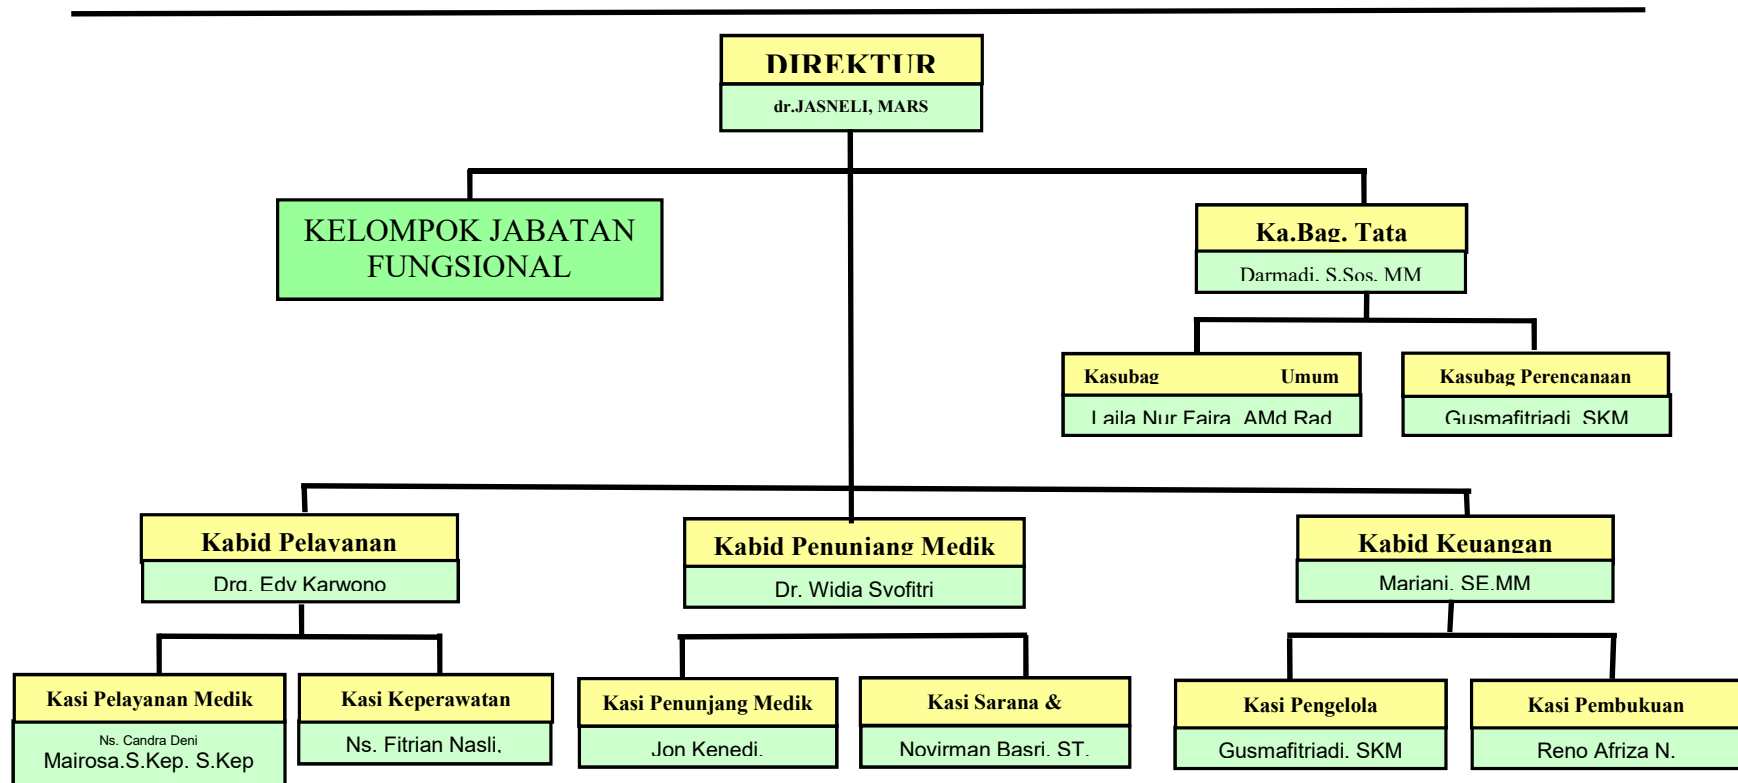 DIREKTUR
dr.JASNELI, MARS
KELOMPOK JABATAN
FUNGSIONAL
Ka.Bag. Tata
Darmadi, S.Sos, MM
Kasubag Umum
Laila Nur Faira, AMd Rad
Kasubag Perencanaan
Gusmafitriadi, SKM
Kabid Pelayanan
Drg. Edy Karwono
Kabid Penunjang Medik
Dr. Widia Syofitri
Kabid Keuangan
Mariani, SE.MM
Kasi Pelayanan Medik
Ns. Candra Deni
Mairosa.S.Kep. S.Kep
Kasi Keperawatan
Ns. Fitrian Nasli,
Kasi Penunjang Medik
Jon Kenedi,
Kasi Sarana &
Novirman Basri, ST,
Kasi Pengelola
Gusmafitriadi, SKM
Kasi Pembukuan
Reno Afriza N.